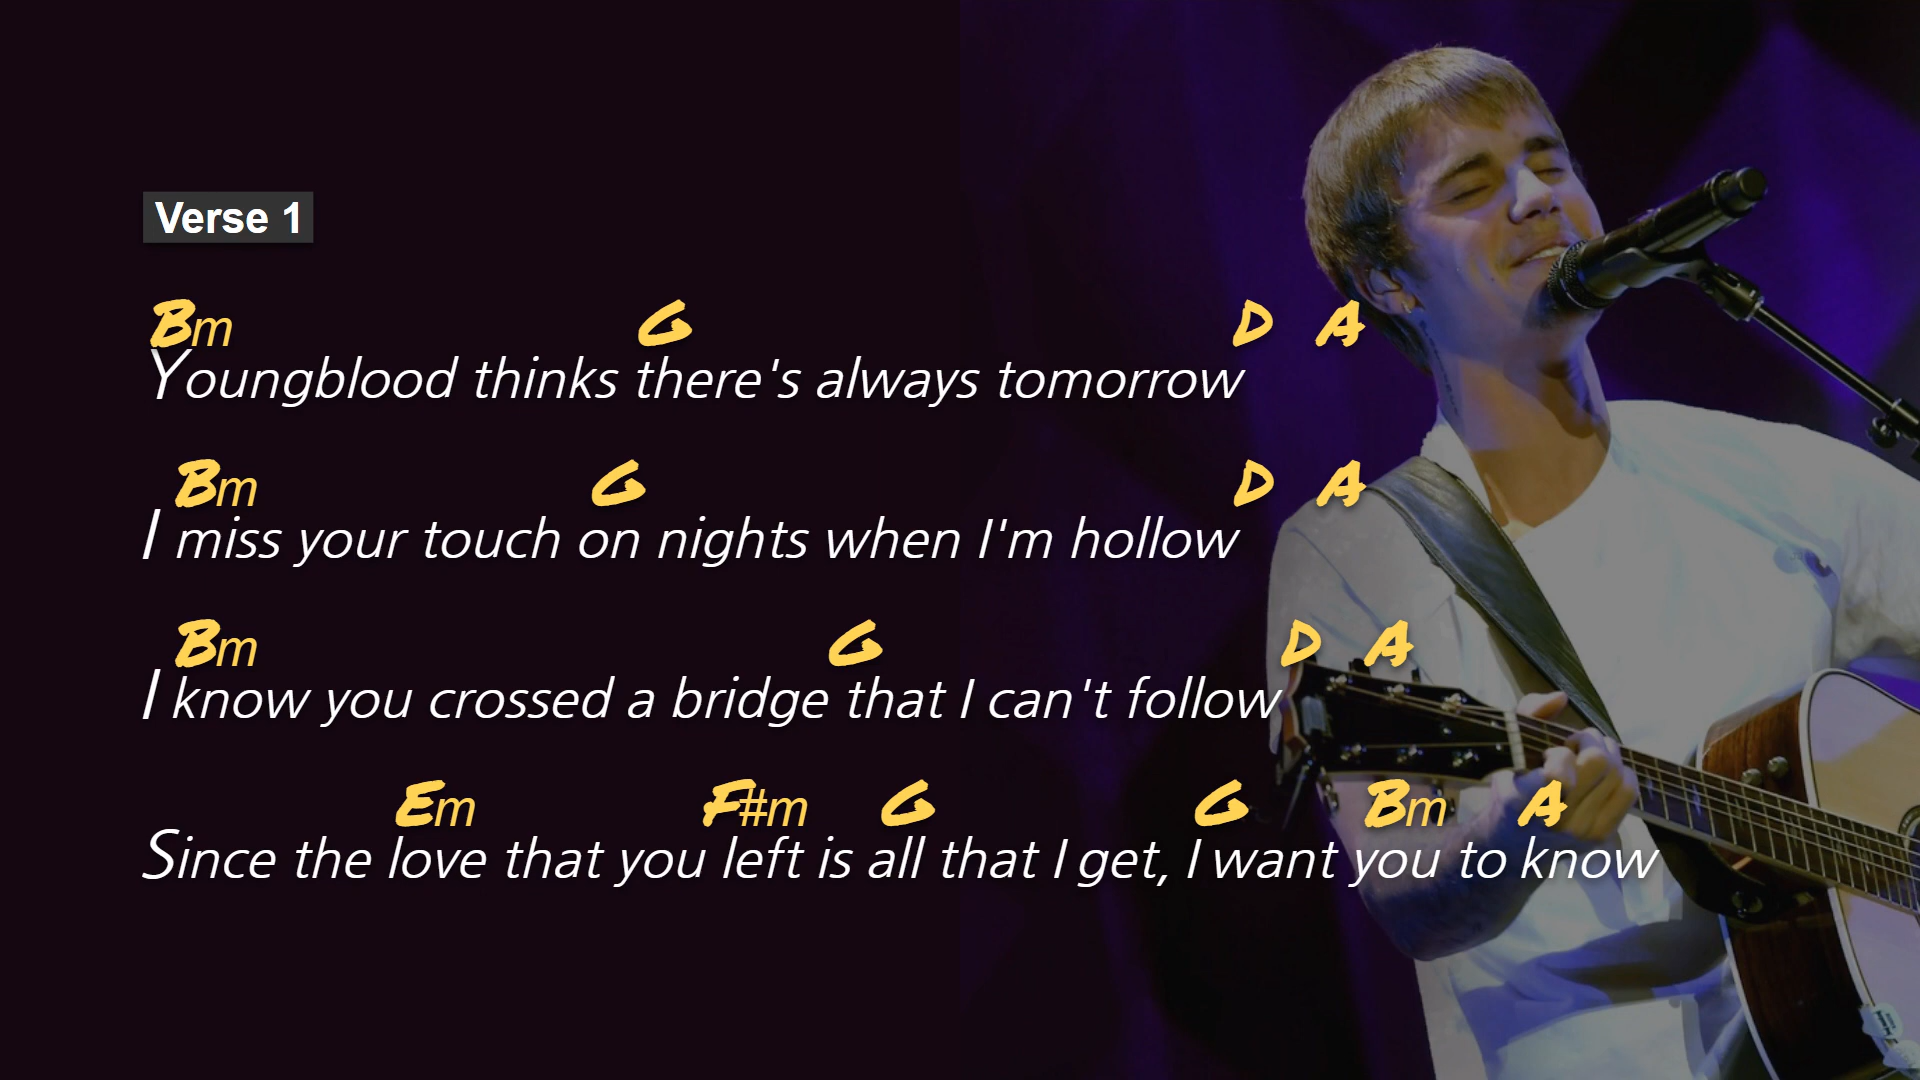 Verse 1
Bm G D A
Youngblood thinks there's always tomorrow
Bm G D A
I miss your touch on nights when I'm hollow
Bm G D A
I know you crossed a bridge that I can't follow
Em F#m G G Bm A
Since the love that you left is all that I get, I want you to know